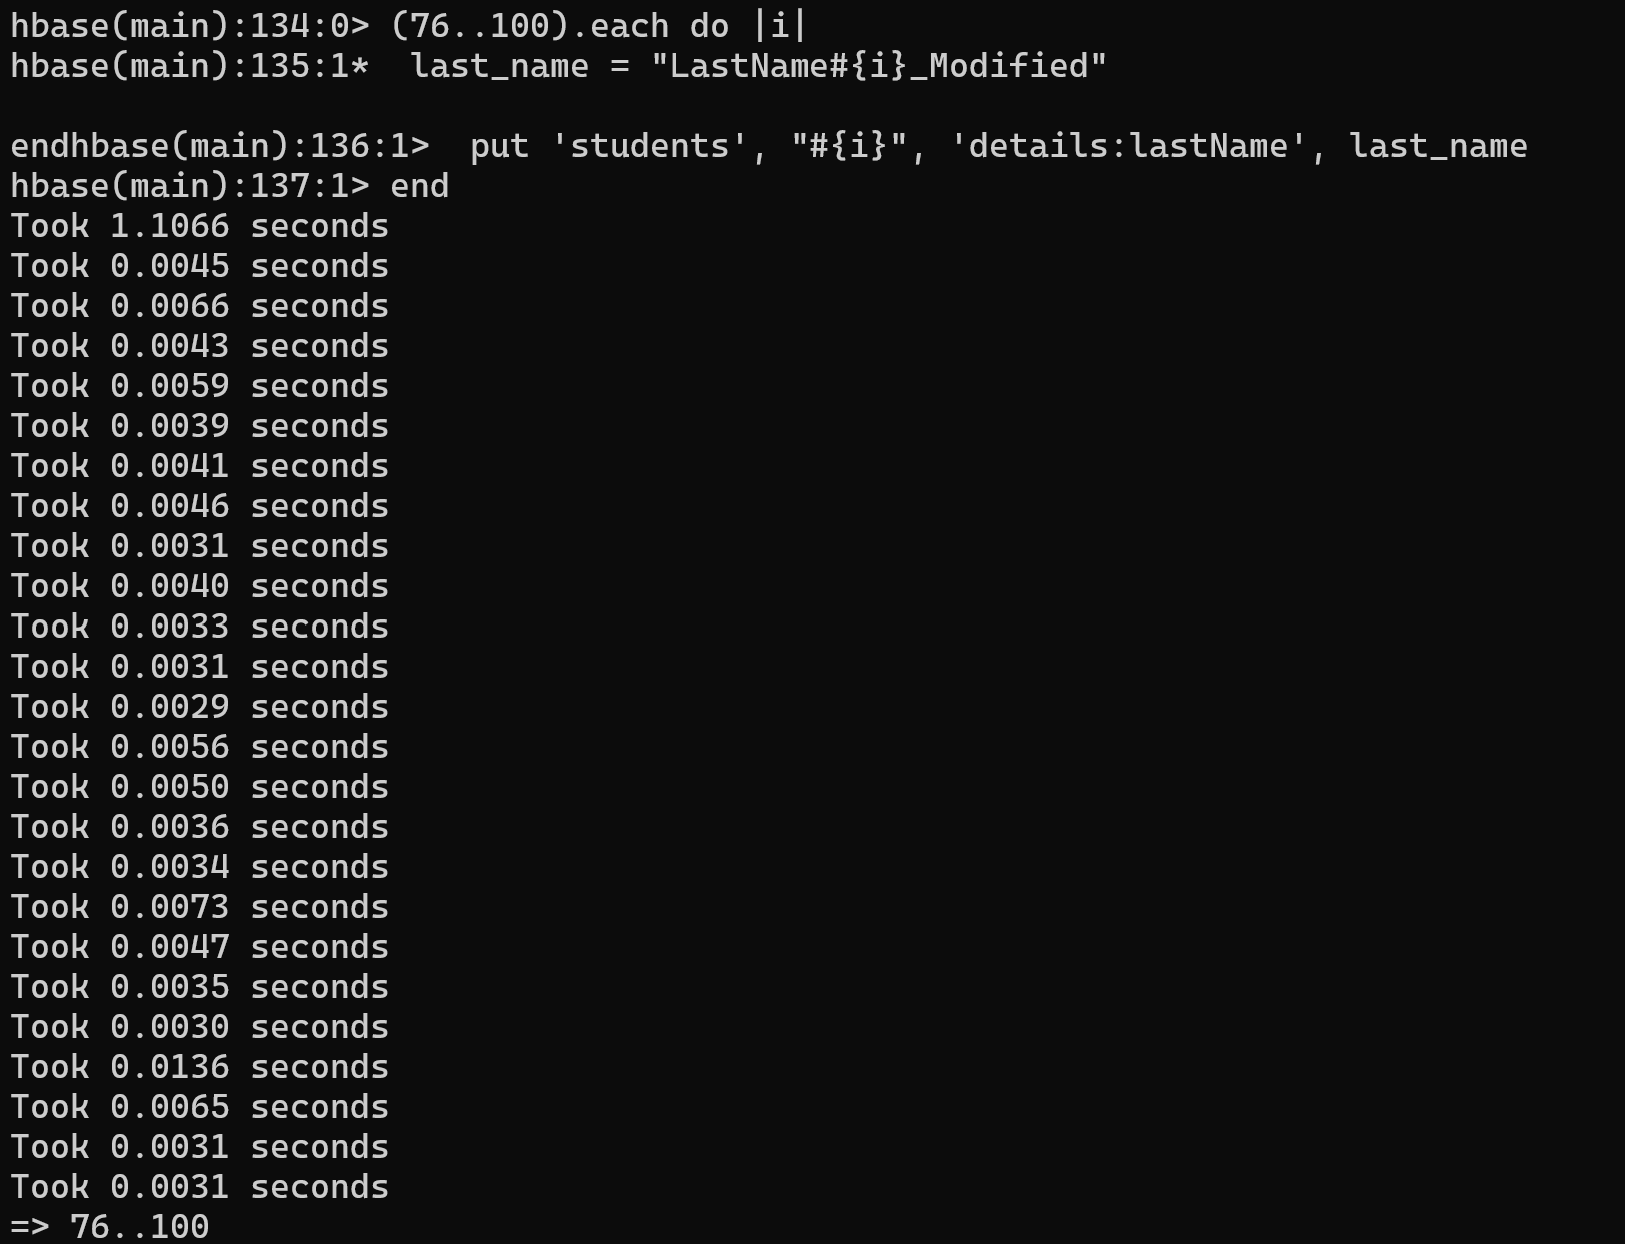 hbase(main):134:0> (76..100).each do |i|
hbase(main):135:1*  last_name = "LastName#{i}_Modified"
endhbase(main):136:1>  put 'students', "#{i}", 'details:lastName', last_name
hbase(main):137:1> end
Took 1.1066 seconds
Took 0.0045 seconds
Took 0.0066 seconds
Took 0.0043 seconds
Took 0.0059 seconds
Took 0.0039 seconds
Took 0.0041 seconds
Took 0.0046 seconds
Took 0.0031 seconds
Took 0.0040 seconds
Took 0.0033 seconds
Took 0.0031 seconds
Took 0.0029 seconds
Took 0.0056 seconds
Took 0.0050 seconds
Took 0.0036 seconds
Took 0.0034 seconds
Took 0.0073 seconds
Took 0.0047 seconds
Took 0.0035 seconds
Took 0.0030 seconds
Took 0.0136 seconds
Took 0.0065 seconds
Took 0.0031 seconds
Took 0.0031 seconds
=> 76..100